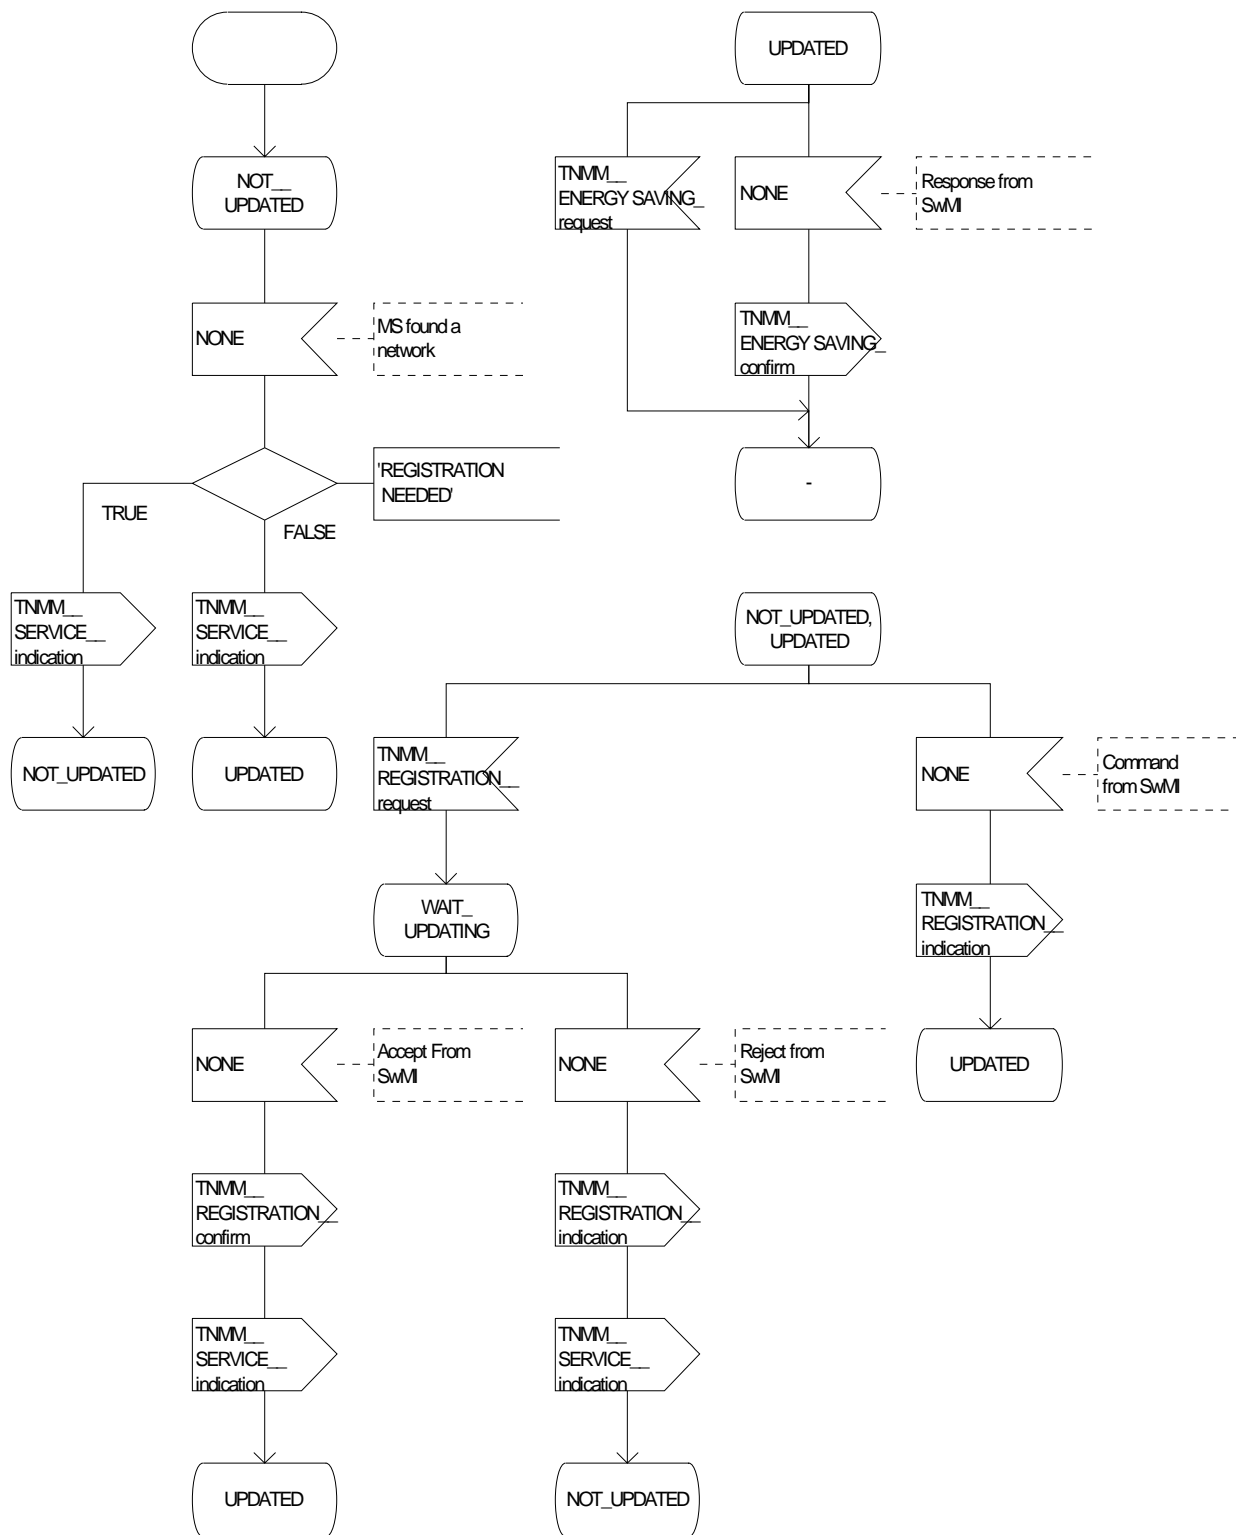 NOT__
UPDATED
NONE
MS found a
network
'REGISTRATION
NEEDED'
TRUE
FALSE
TNMM__
SERVICE__
indication
TNMM__
SERVICE__
indication
NOT_UPDATED
UPDATED
UPDATED
TNMM__
ENERGY SAVING_
request
NONE
Response from
SwMI
TNMM__
ENERGY SAVING_
confirm
-
NOT_UPDATED,
UPDATED
TNMM__
REGISTRATION__
request
NONE
Command
from SwMI
WAIT_
UPDATING
TNMM__
REGISTRATION__
indication
UPDATED
NONE
Accept From
SwMI
NONE
Reject from
SwMI
TNMM__
REGISTRATION__
confirm
TNMM__
REGISTRATION__
indication
TNMM__
SERVICE__
indication
TNMM__
SERVICE__
indication
UPDATED
NOT_UPDATED